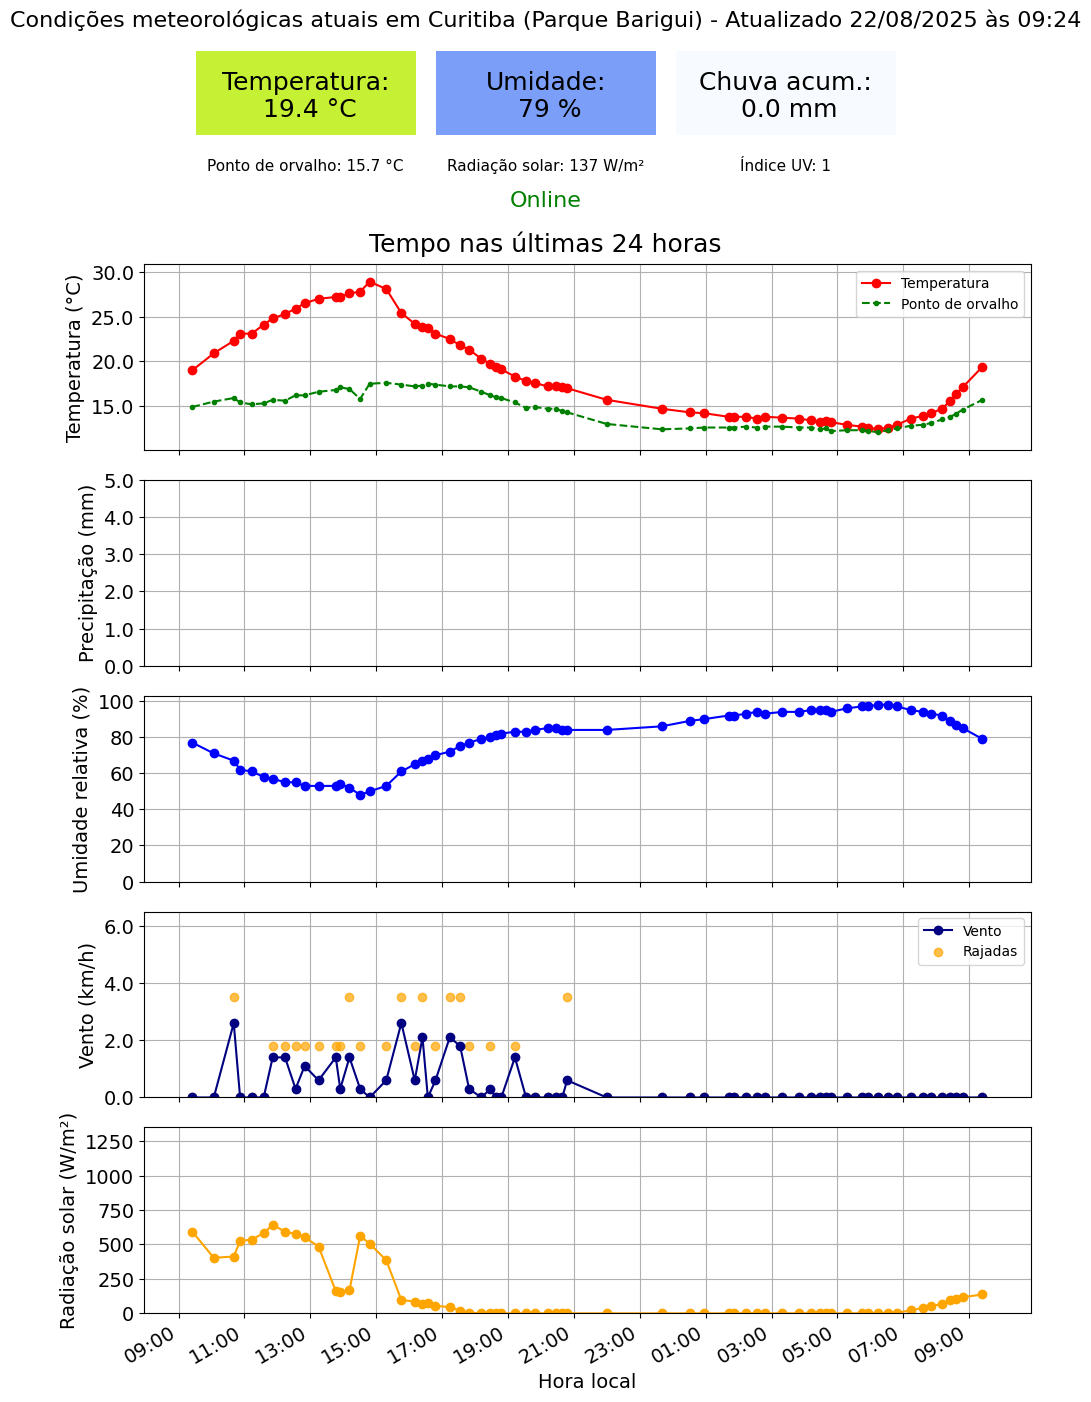 Condições meteorológicas atuais em Curitiba (Parque Barigui) - Atualizado 22/08/2025 às 09:24
Temperatura:
19.4 °C
Umidade:
79 %
Chuva acum.:
0.0 mm
Ponto de orvalho: 15.7 °C
Radiação solar: 137 W/m²
Índice UV: 1
Online
Tempo nas últimas 24 horas
Temperatura (°C)
30.0
25.0
20.0
15.0
Temperatura
Ponto de orvalho
Precipitação (mm)
5.0
4.0
3.0
2.0
1.0
0.0
Umidade relativa (%)
100
80
60
40
20
0
Vento (km/h)
6.0
4.0
2.0
0.0
Vento
Rajadas
Radiação solar (W/m²)
1250
1000
750
500
250
0
09:00
11:00
13:00
15:00
17:00
19:00
21:00
23:00
01:00
03:00
05:00
07:00
09:00
Hora local